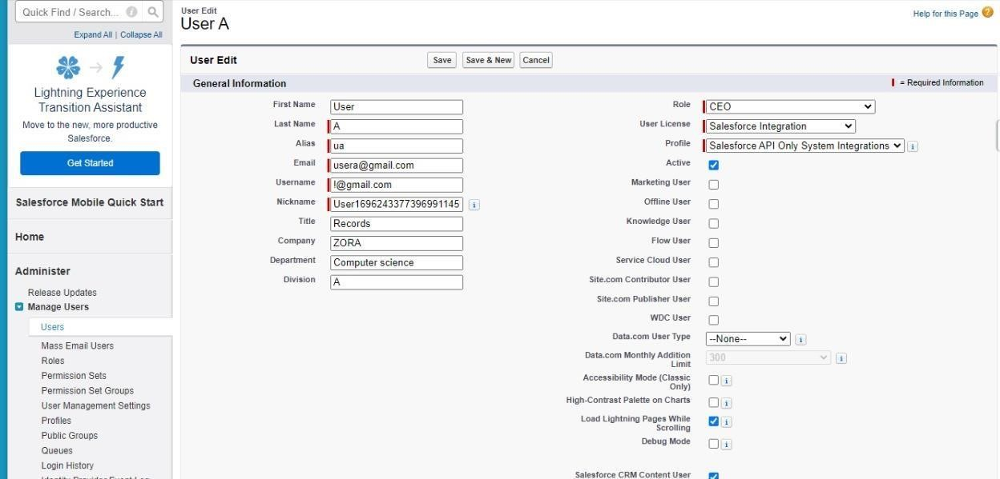 Quick Find / Search...
Expand All | Collapse All
Lightning Experience
Transition Assistant
Move to the new, more productive
Salesforce.
Get Started
Salesforce Mobile Quick Start
Home
Administer
Release Updates
Manage Users
Users
Mass Email Users
Roles
Permission Sets
Permission Set Groups
User Management Settings
Profiles
Public Groups
Queues
Login History
User Edit
User A
Help for this Page
User Edit
Save
Save & New
Cancel
General Information
= Required Information
First Name User
Last Name A
Alias ua
Email usera@gmail.com
Username !@gmail.com
Nickname User1696243377396991145
Title Records
Company ZORA
Department Computer science
Division A
Role CEO
User License Salesforce Integration
Profile Salesforce API Only System Integrations
Active
Marketing User
Offline User
Knowledge User
Flow User
Service Cloud User
Site.com Contributor User
Site.com Publisher User
WDC User
Data.com User Type --None--
Data.com Monthly Addition
Limit
300
Accessibility Mode (Classic
Only)
High-Contrast Palette on Charts
Load Lightning Pages While
Scrolling
Debug Mode
Salesforce CRM Content User